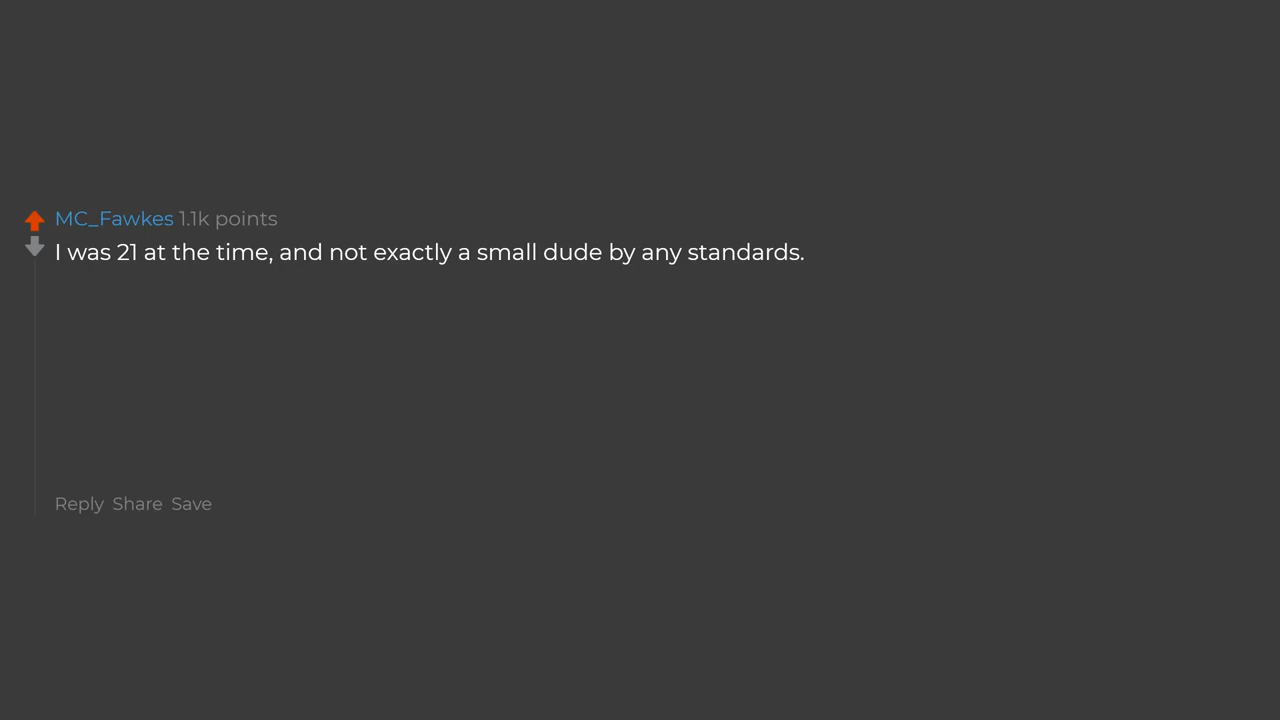 MC_Fawkes 1.1k points
I was 21 at the time, and not exactly a small dude by any standards.
Reply Share Save